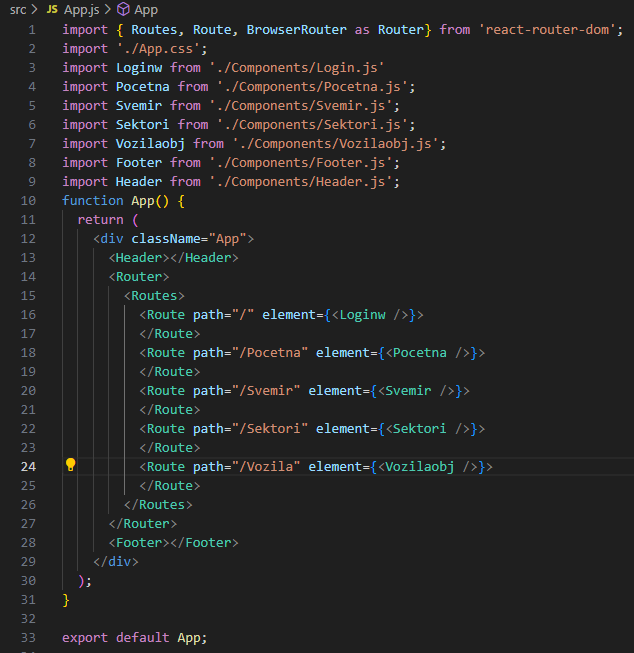 src > JS App.js > App
1 import { Routes, Route, BrowserRouter as Router} from 'react-router-dom';
2 import './App.css';
3 import Loginw from './Components/Login.js'
4 import Pocetna from './Components/Pocetna.js';
5 import Svemir from './Components/Svemir.js';
6 import Sektori from './Components/Sektori.js';
7 import Vozilaobj from './Components/Vozilaobj.js';
8 import Footer from './Components/Footer.js';
9 import Header from './Components/Header.js';
10 function App() {
11   return (
12     <div className="App">
13       <Header></Header>
14       <Router>
15         <Routes>
16           <Route path="/" element={<Loginw />}>
17           </Route>
18           <Route path="/Pocetna" element={<Pocetna />}>
19           </Route>
20           <Route path="/Svemir" element={<Svemir />}>
21           </Route>
22           <Route path="/Sektori" element={<Sektori />}>
23           </Route>
24           <Route path="/Vozila" element={<Vozilaobj />}>
25           </Route>
26         </Routes>
27       </Router>
28       <Footer></Footer>
29     </div>
30   );
31 }
32
33 export default App;